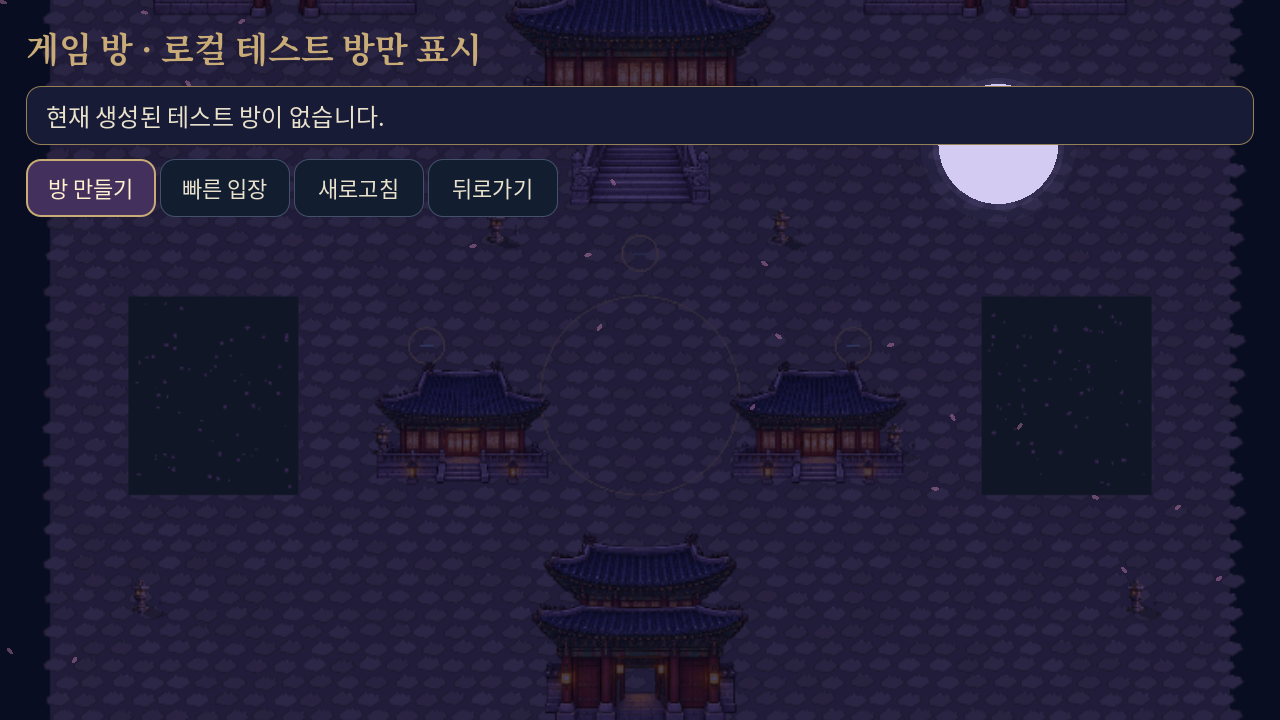 게임 방 · 로컬 테스트 방만 표시
현재 생성된 테스트 방이 없습니다.
방 만들기 빠른 입장 새로고침 뒤로가기